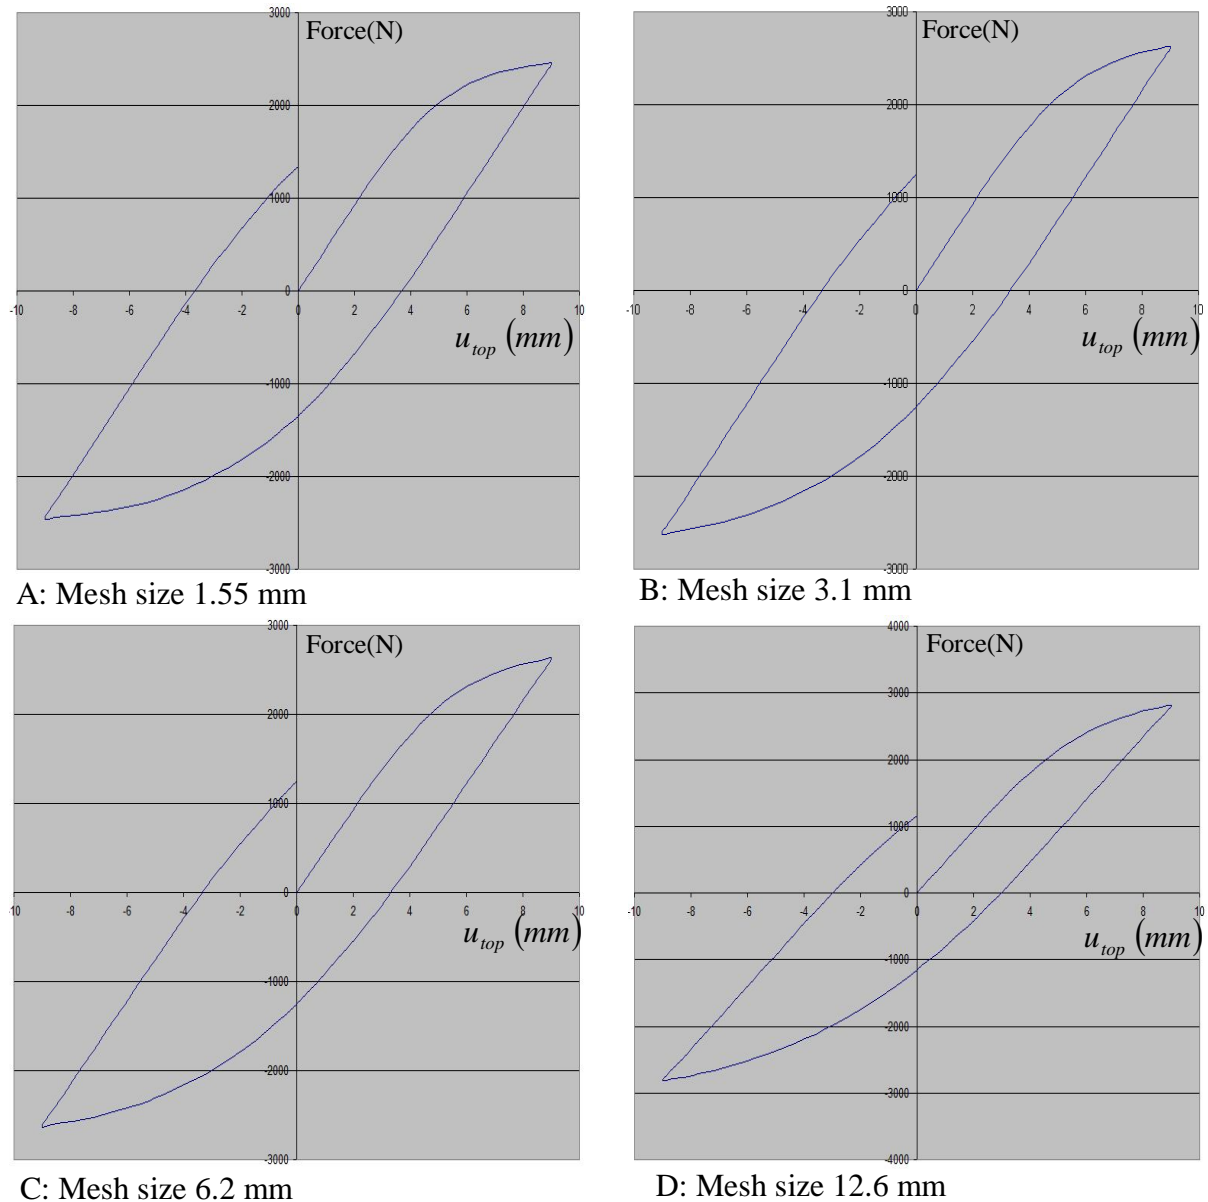 3000
Force(N)
2000
1000
0
-10 -8 -6 -4 -2 0 2 4 6 8 10
u_top (mm)
-1000
-2000
-3000
A: Mesh size 1.55 mm
3000
Force(N)
2000
1000
0
-10 -8 -6 -4 -2 0 2 4 6 8 10
u_top (mm)
-1000
-2000
-3000
B: Mesh size 3.1 mm
3000
Force(N)
2000
1000
0
-10 -8 -6 -4 -2 0 2 4 6 8 10
u_top (mm)
-1000
-2000
-3000
C: Mesh size 6.2 mm
4000
Force(N)
3000
2000
1000
0
-10 -8 -6 -4 -2 0 2 4 6 8 10
u_top (mm)
-1000
-2000
-3000
-4000
D: Mesh size 12.6 mm